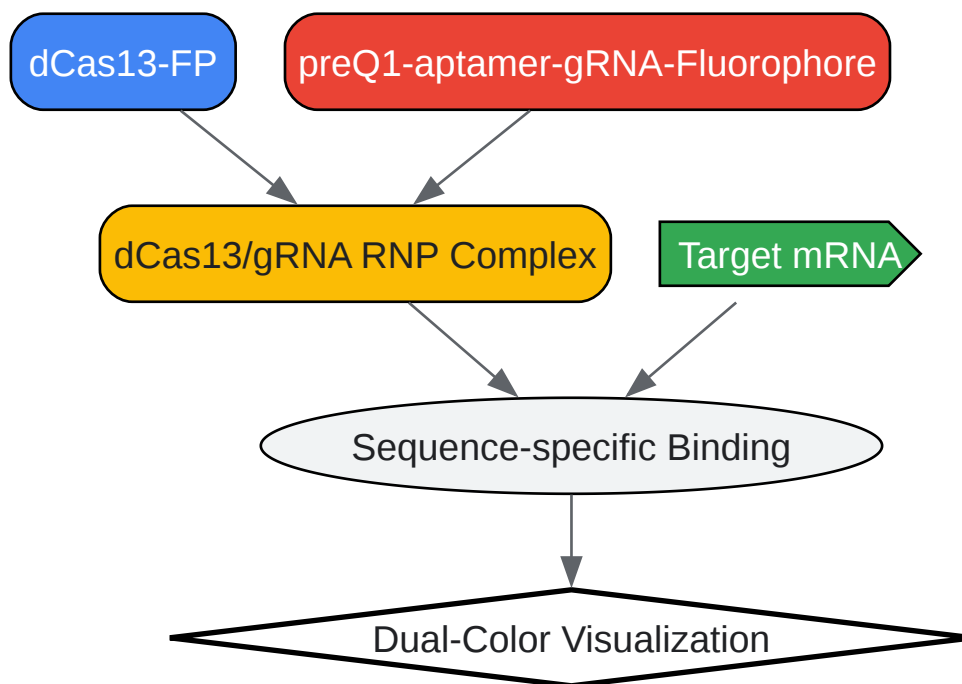 dCas13-FP
preQ1-aptamer-gRNA-Fluorophore
dCas13/gRNA RNP Complex
Target mRNA
Sequence-specific Binding
Dual-Color Visualization